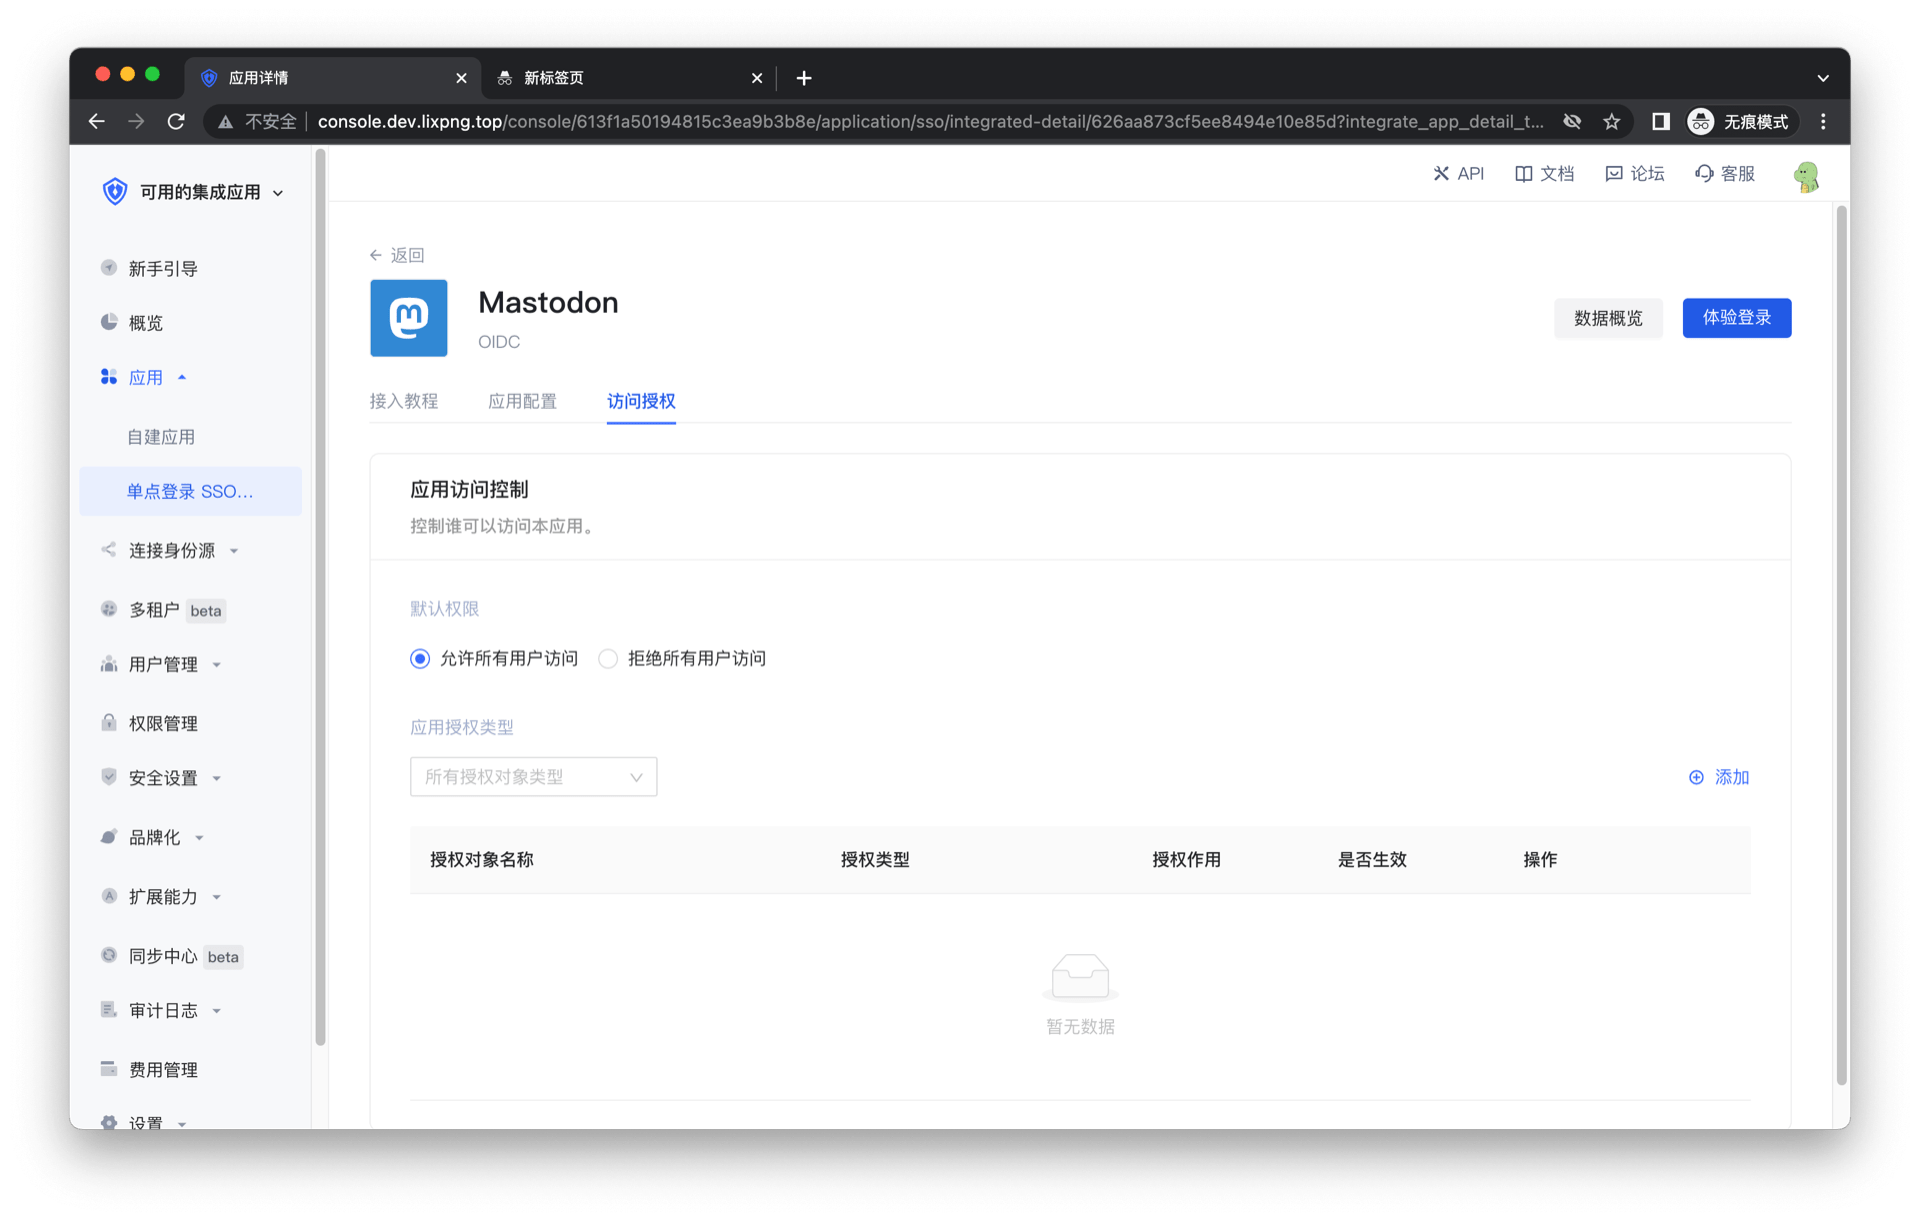 应用详情
新标签页
不安全
console.dev.lixpng.top/console/613f1a50194815c3ea9b3b8e/application/sso/integrated-detail/626aa873cf5ee8494e10e85d?integrate_app_detail_t...
无痕模式
可用的集成应用
API
文档
论坛
客服
新手引导
概览
应用
自建应用
单点登录 SSO...
连接身份源
多租户 beta
用户管理
权限管理
安全设置
品牌化
扩展能力
同步中心 beta
审计日志
费用管理
设置
返回
Mastodon
OIDC
数据概览
体验登录
接入教程
应用配置
访问授权
应用访问控制
控制谁可以访问本应用。
默认权限
允许所有用户访问
拒绝所有用户访问
应用授权类型
所有授权对象类型
添加
授权对象名称
授权类型
授权作用
是否生效
操作
暂无数据